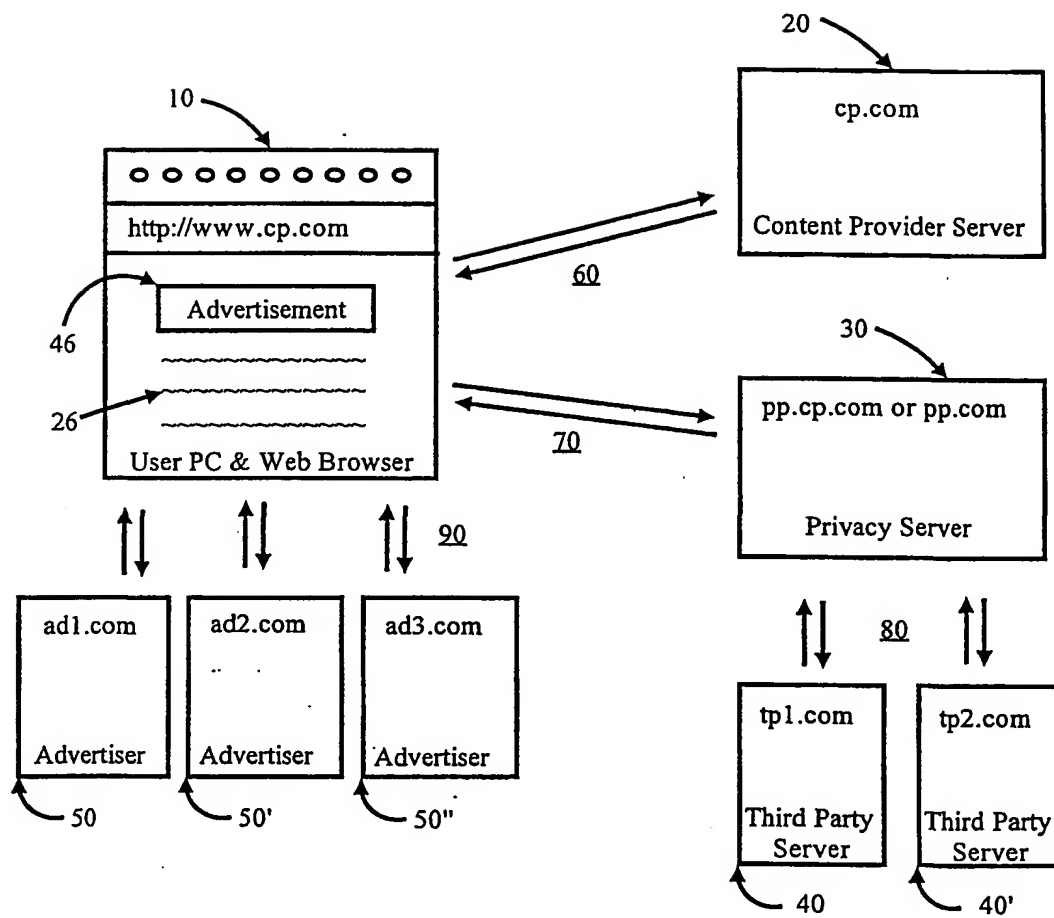 20
cp.com
Content Provider Server
10
http://www.cp.com
Advertisement
46
26
User PC & Web Browser
60
30
pp.cp.com or pp.com
Privacy Server
70
90
80
ad1.com
Advertiser
50
ad2.com
Advertiser
50'
ad3.com
Advertiser
50"
tp1.com
Third Party
Server
40
tp2.com
Third Party
Server
40'